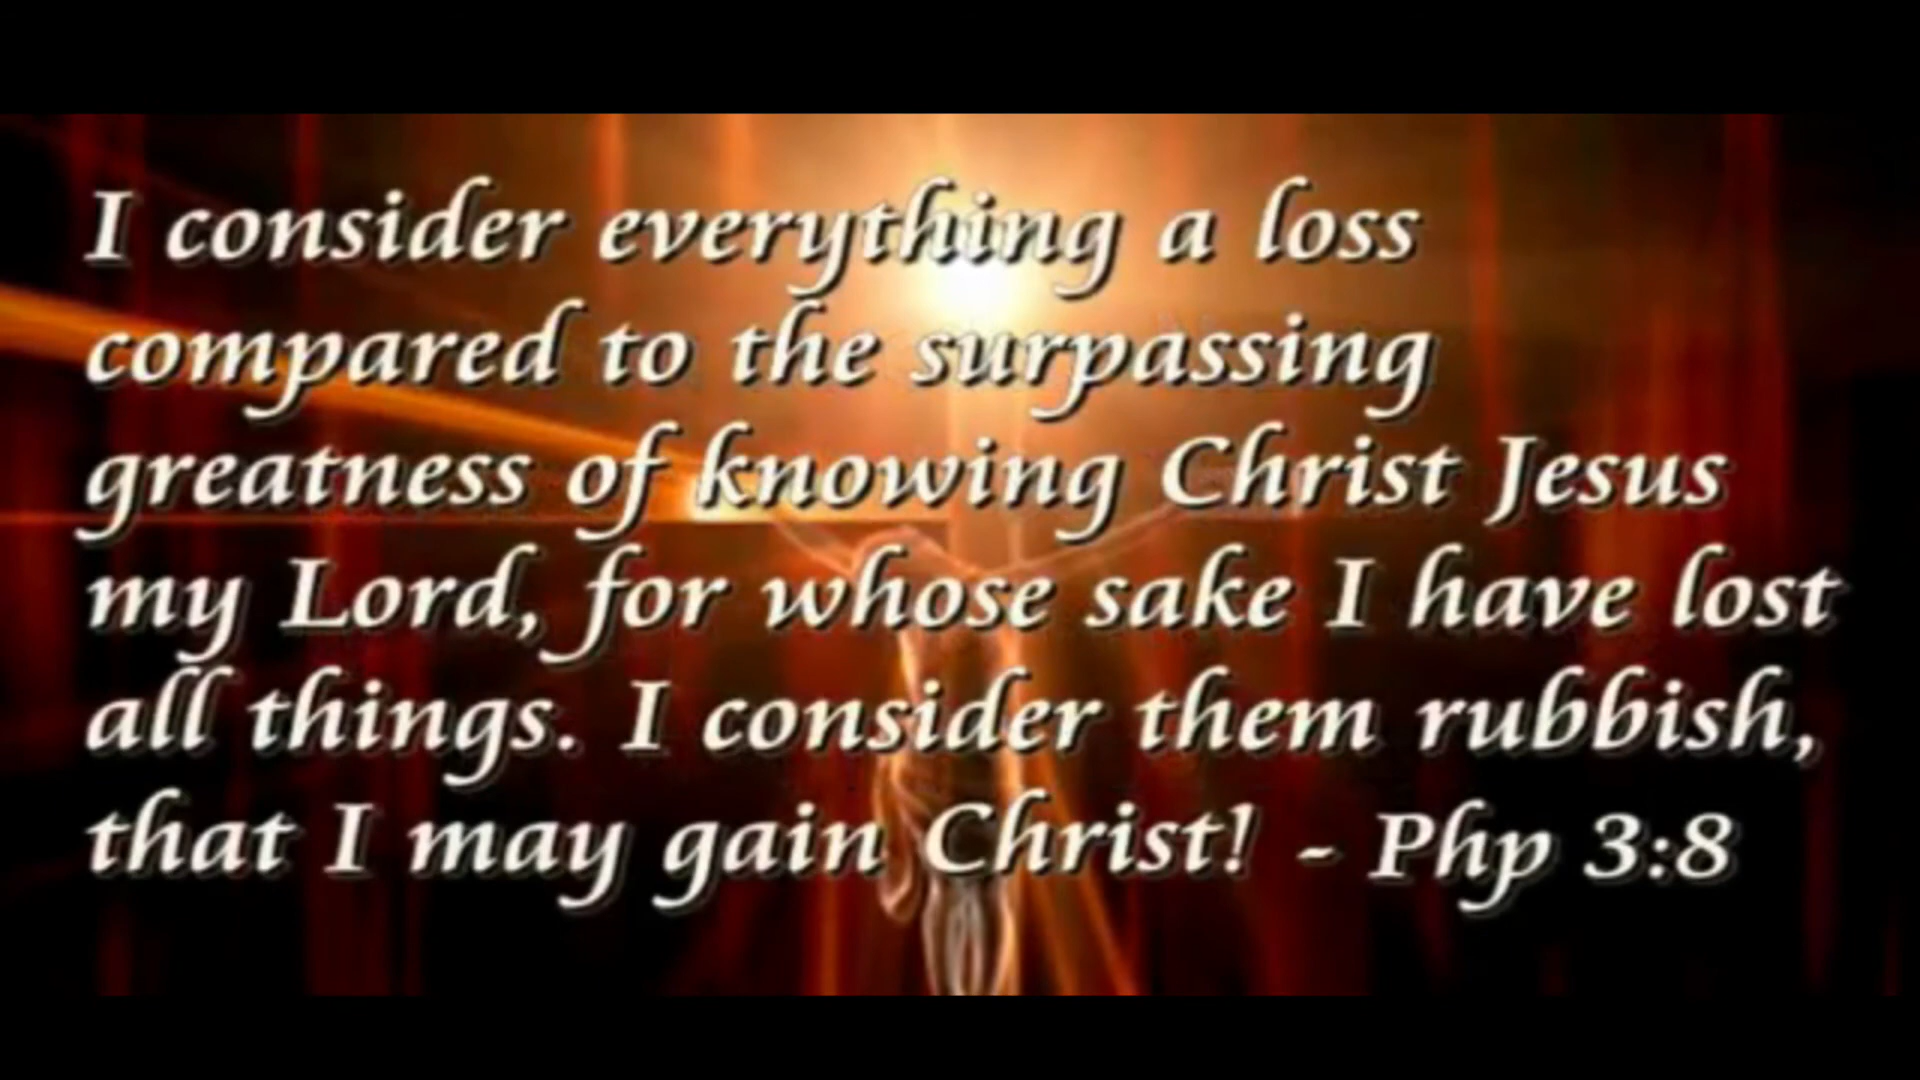 I consider everything a loss
compared to the surpassing
greatness of knowing Christ Jesus
my Lord, for whose sake I have lost
all things. I consider them rubbish,
that I may gain Christ! - Php 3:8